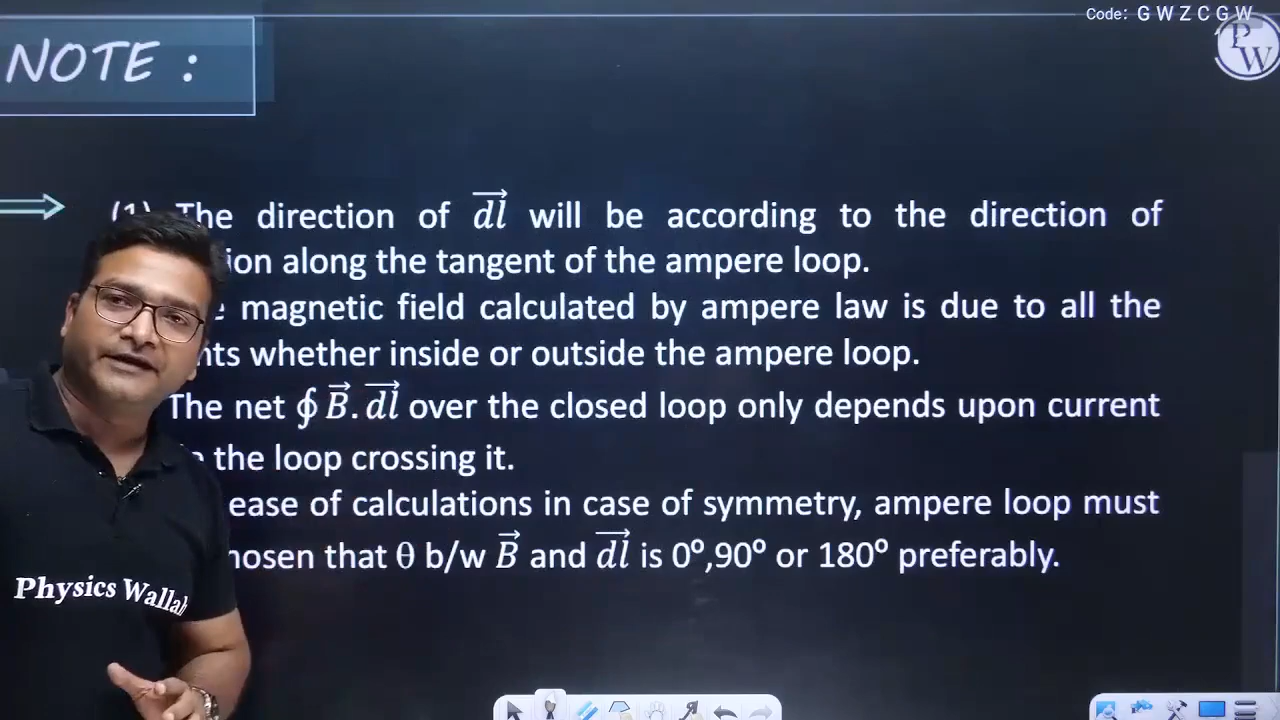 Code: G W Z C G W
PW
NOTE :
(1) The direction of \(\overrightarrow{dl}\) will be according to the direction of
ion along the tangent of the ampere loop.
magnetic field calculated by ampere law is due to all the
nts whether inside or outside the ampere loop.
The net \(\oint \vec{B}.\overrightarrow{dl}\) over the closed loop only depends upon current
the loop crossing it.
ease of calculations in case of symmetry, ampere loop must
hosen that θ b/w \(\vec{B}\) and \(\overrightarrow{dl}\) is 0º,90º or 180º preferably.
Physics Wallah